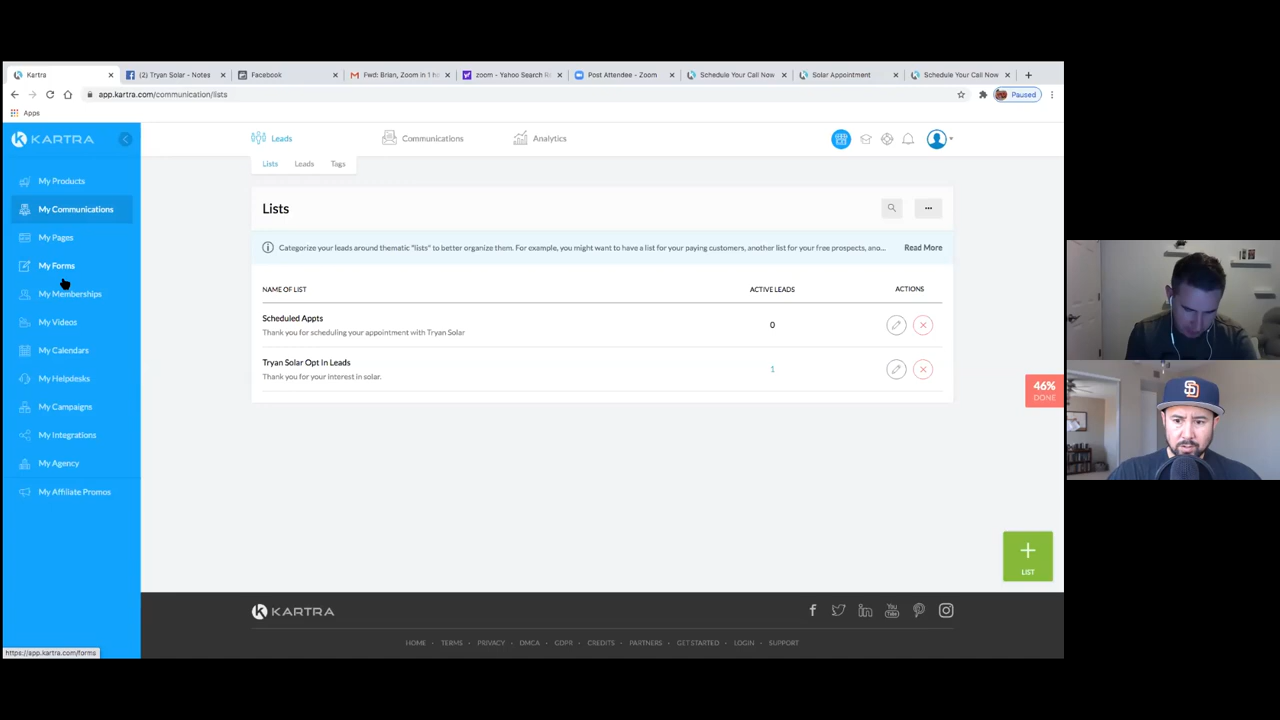 Kartra
(2) Tryan Solar - Notes
Facebook
Fwd: Brian, Zoom in 1 h
zoom - Yahoo Search R
Post Attendee - Zoom
Schedule Your Call Now
Solar Appointment
Schedule Your Call Now
app.kartra.com/communication/lists
Paused
Apps
KARTRA
Leads
Communications
Analytics
Lists
Leads
Tags
My Products
My Communications
My Pages
My Forms
My Memberships
My Videos
My Calendars
My Helpdesks
My Campaigns
My Integrations
My Agency
My Affiliate Promos
Lists
Categorize your leads around thematic "lists" to better organize them. For example, you might want to have a list for your paying customers, another list for your free prospects, ano...
Read More
NAME OF LIST
ACTIVE LEADS
ACTIONS
Scheduled Appts
0
Thank you for scheduling your appointment with Tryan Solar
Tryan Solar Opt In Leads
1
Thank you for your interest in solar.
46%
DONE
LIST
KARTRA
You Tube
HOME · TERMS · PRIVACY · DMCA · GDPR · CREDITS · PARTNERS · GET STARTED · LOGIN · SUPPORT
https://app.kartra.com/forms
SD